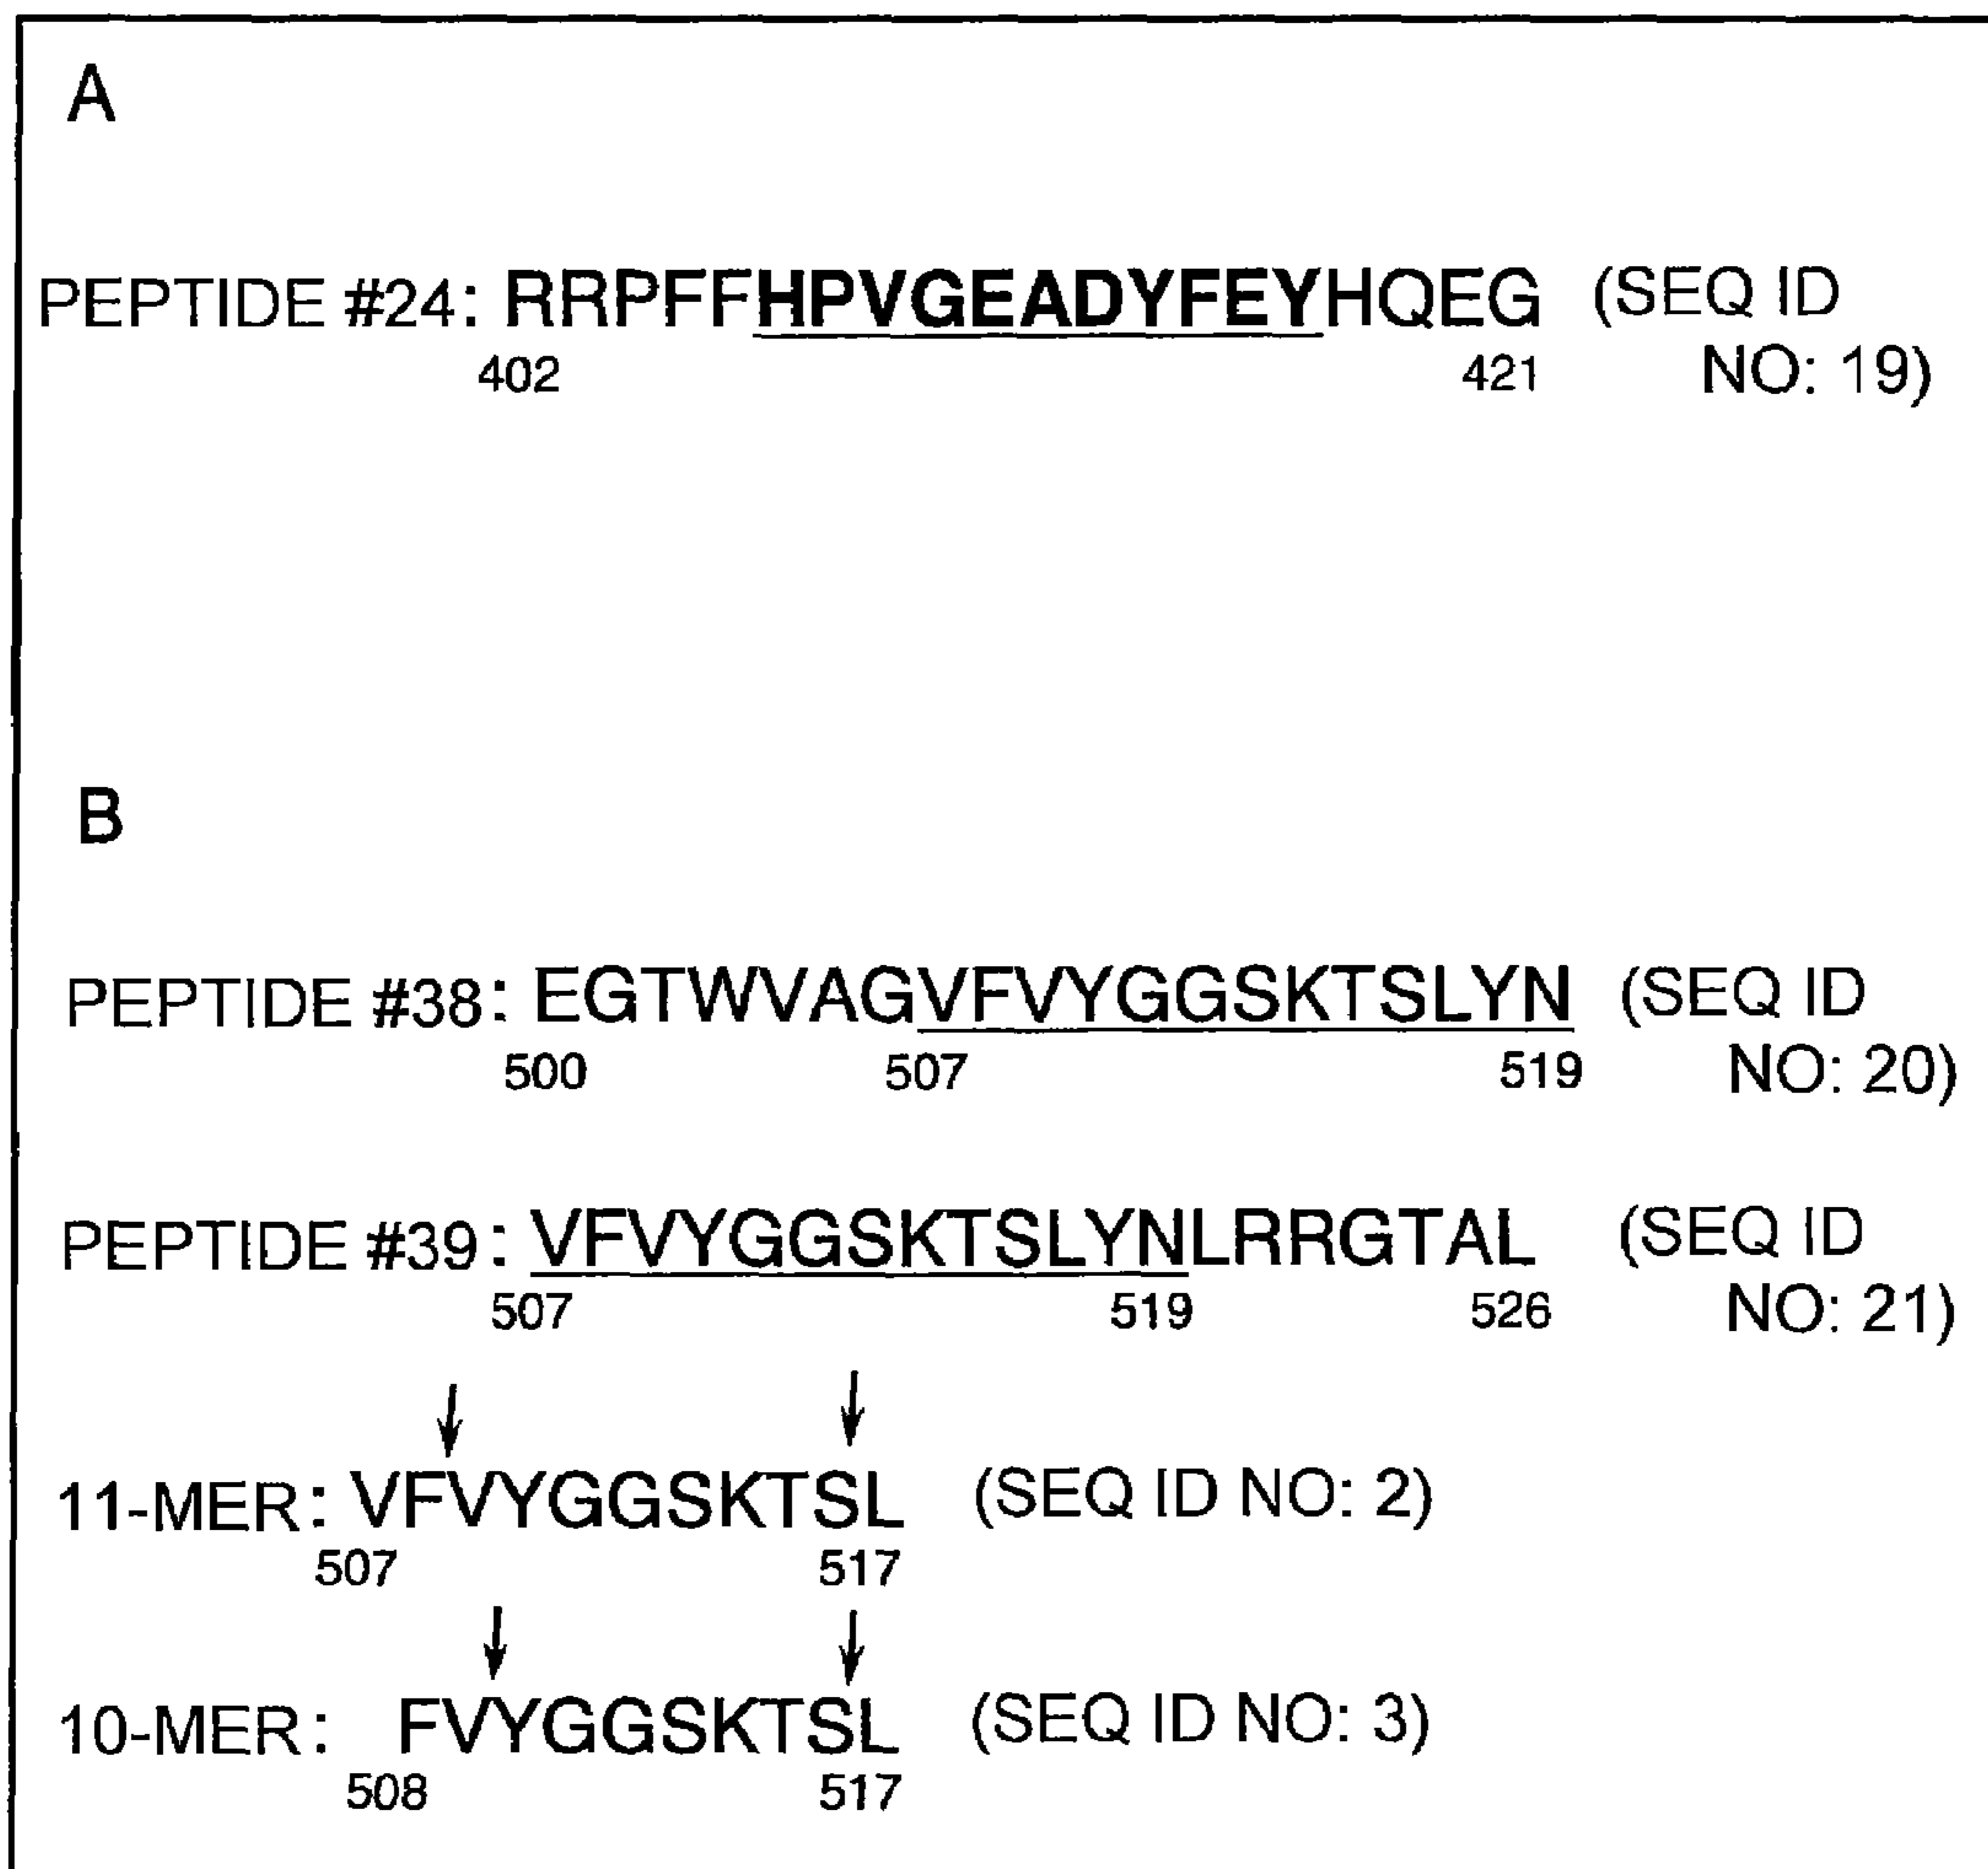 A
PEPTIDE #24: RRPFFHPVGEADYFEYHQEG (SEQ ID
402 421 NO: 19)
B
PEPTIDE #38: EGTWVAGVFVYGGSKTSLYN (SEQ ID
500 507 519 NO: 20)
PEPTIDE #39: VFVYGGSKTSLYNLRRGTAL (SEQ ID
507 519 526 NO: 21)
11-MER: VFVYGGSKTSL (SEQ ID NO: 2)
507 517
10-MER: FVYGGSKTSL (SEQ ID NO: 3)
508 517